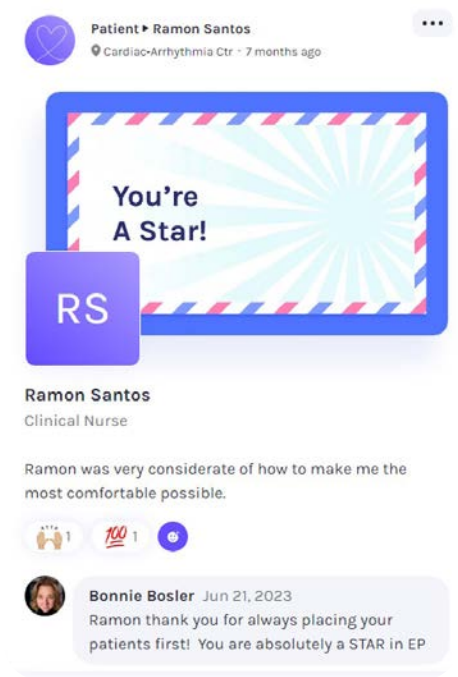 Patient ▸ Ramon Santos
Cardiac-Arrhythmia Ctr · 7 months ago
You're
A Star!
RS
Ramon Santos
Clinical Nurse
Ramon was very considerate of how to make me the
most comfortable possible.
1 100 1
Bonnie Bosler Jun 21, 2023
Ramon thank you for always placing your
patients first! You are absolutely a STAR in EP